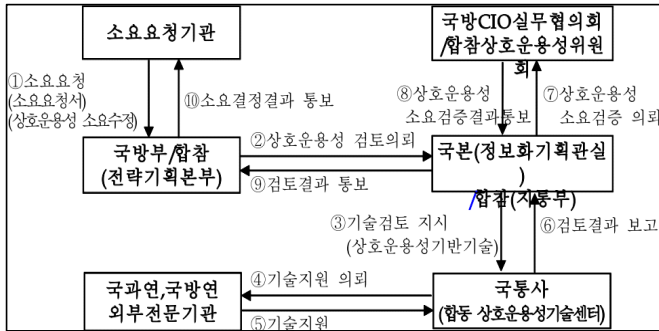 소요요청기관
국방CIO실무협의회
/합참상호운용성위원
회
①소요요청
(소요요청서)
(상호운용성 소요수정)
⑩소요결정결과 통보
⑧상호운용성
소요검증결과통보
⑦상호운용성
소요검증 의뢰
국방부/합참
(전략기획본부)
②상호운용성 검토의뢰
⑨검토결과 통보
국본(정보화기획관실
)
/합참(지통부)
③기술검토 지시
(상호운용성기반기술)
⑥검토결과 보고
국과연,국방연
외부전문기관
④기술지원 의뢰
⑤기술지원
국통사
(합동 상호운용성기술센터)